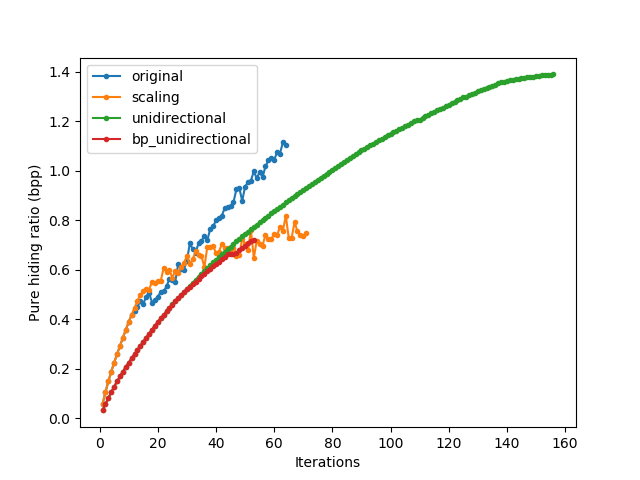 original
scaling
unidirectional
bp_unidirectional
Pure hiding ratio (bpp)
1.4
1.2
1.0
0.8
0.6
0.4
0.2
0.0
0 20 40 60 80 100 120 140 160
Iterations